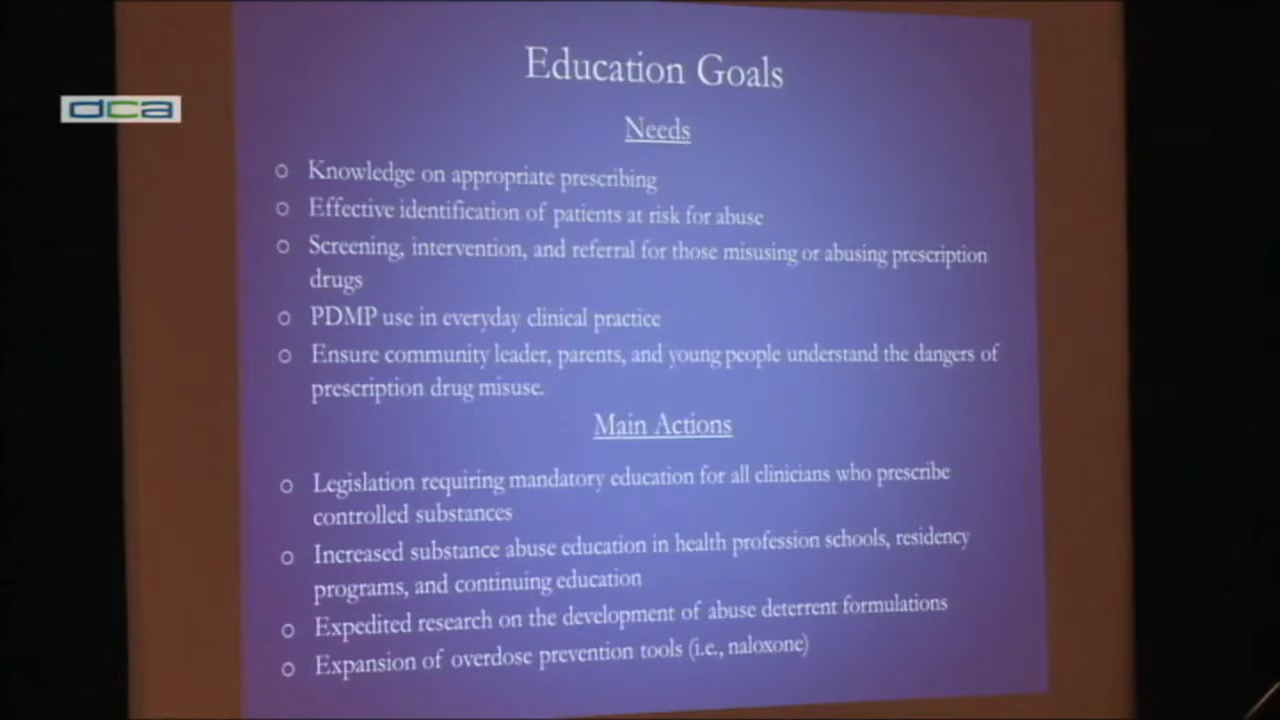 Education Goals
dca
Needs
o Knowledge on appropriate prescribing
o Effective identification of patients at risk for abuse
o Screening, intervention, and referral for those misusing or abusing prescription
drugs
o PDMP use in everyday clinical practice
o Ensure community leader, parents, and young people understand the dangers of
prescription drug misuse.
Main Actions
o Legislation requiring mandatory education for all clinicians who prescribe
controlled substances
o Increased substance abuse education in health profession schools, residency
programs, and continuing education
o Expedited research on the development of abuse deterrent formulations
o Expansion of overdose prevention tools (i.e., naloxone)